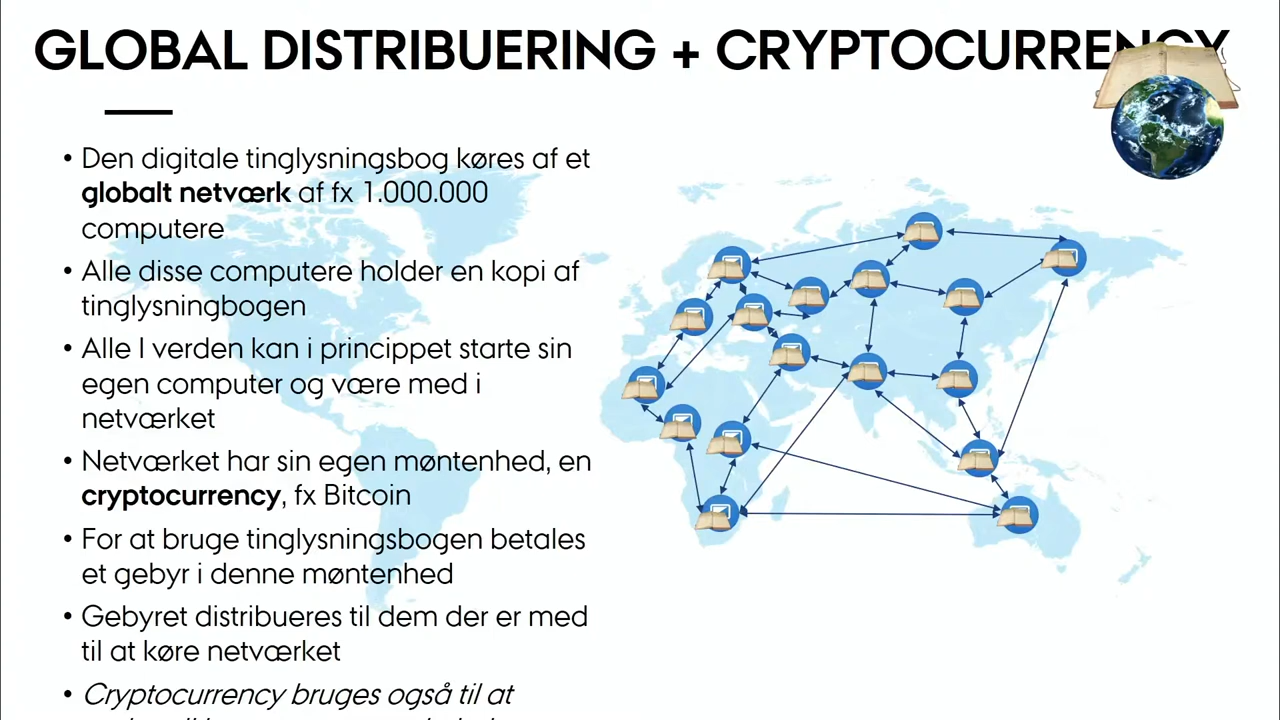 GLOBAL DISTRIBUERING + CRYPTOCURRENCY
• Den digitale tinglysningsbog køres af et
globalt netværk af fx 1.000.000
computere
• Alle disse computere holder en kopi af
tinglysningbogen
• Alle I verden kan i princippet starte sin
egen computer og være med i
netværket
• Netværket har sin egen møntenhed, en
cryptocurrency, fx Bitcoin
• For at bruge tinglysningsbogen betales
et gebyr i denne møntenhed
• Gebyret distribueres til dem der er med
til at køre netværket
• Cryptocurrency bruges også til at